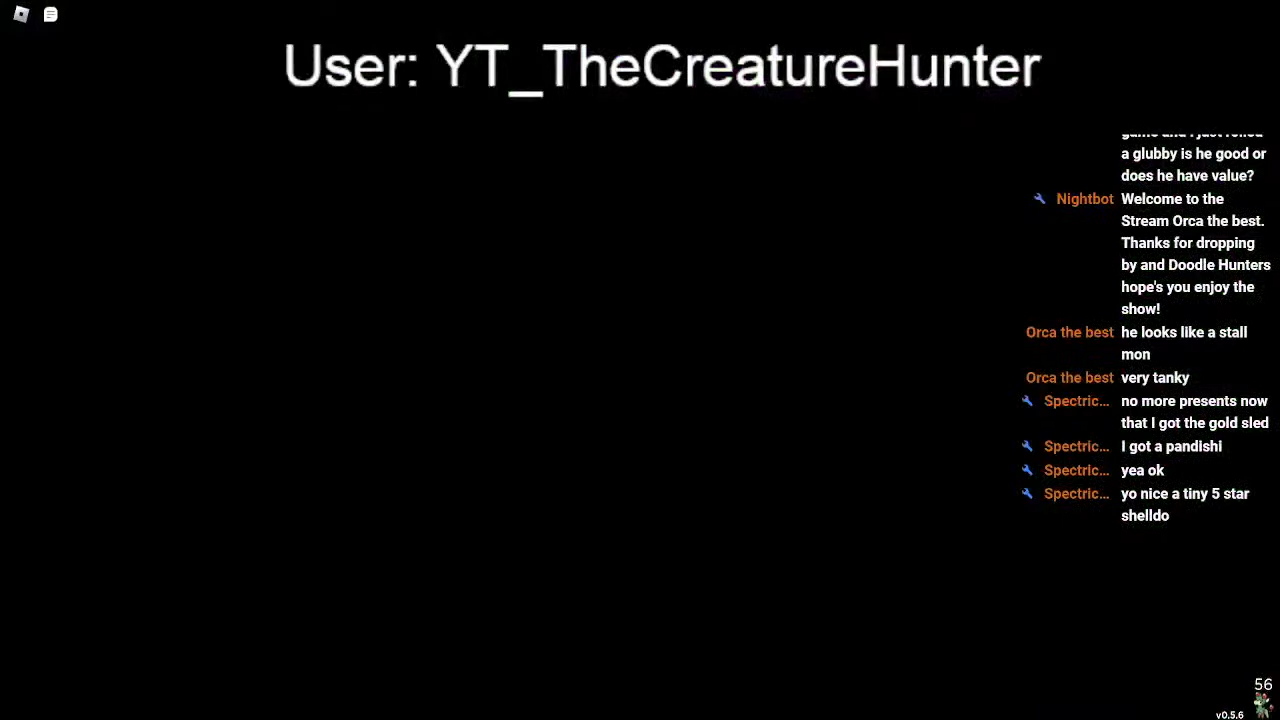 User: YT_TheCreatureHunter
a glubby is he good or
does he have value?
Nightbot Welcome to the
Stream Orca the best.
Thanks for dropping
by and Doodle Hunters
hope's you enjoy the
show!
Orca the best he looks like a stall
mon
Orca the best very tanky
Spectric... no more presents now
that I got the gold sled
Spectric... I got a pandishi
Spectric... yea ok
Spectric... yo nice a tiny 5 star
shelldo
56
v0.5.6